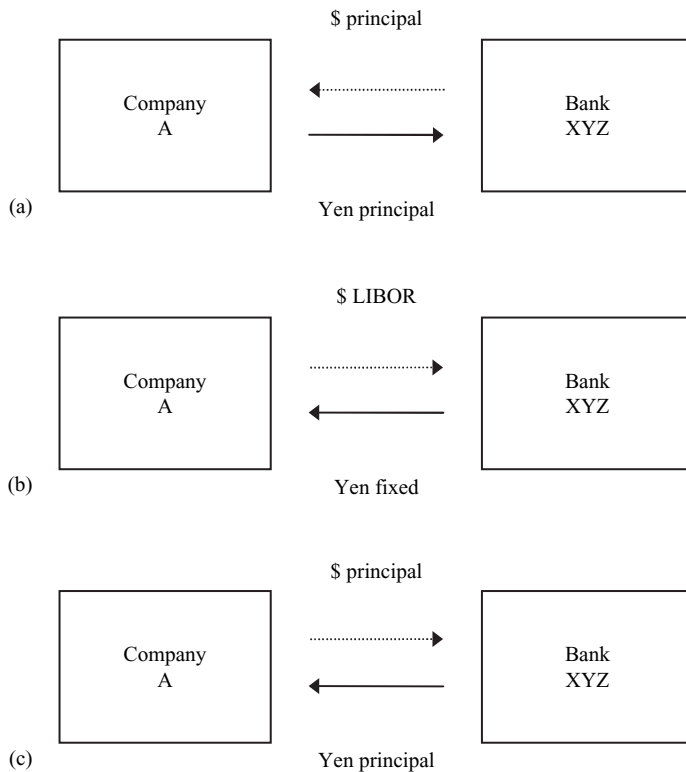 $ principal
Company
A
Bank
XYZ
(a)
Yen principal
$ LIBOR
Company
A
Bank
XYZ
(b)
Yen fixed
$ principal
Company
A
Bank
XYZ
(c)
Yen principal